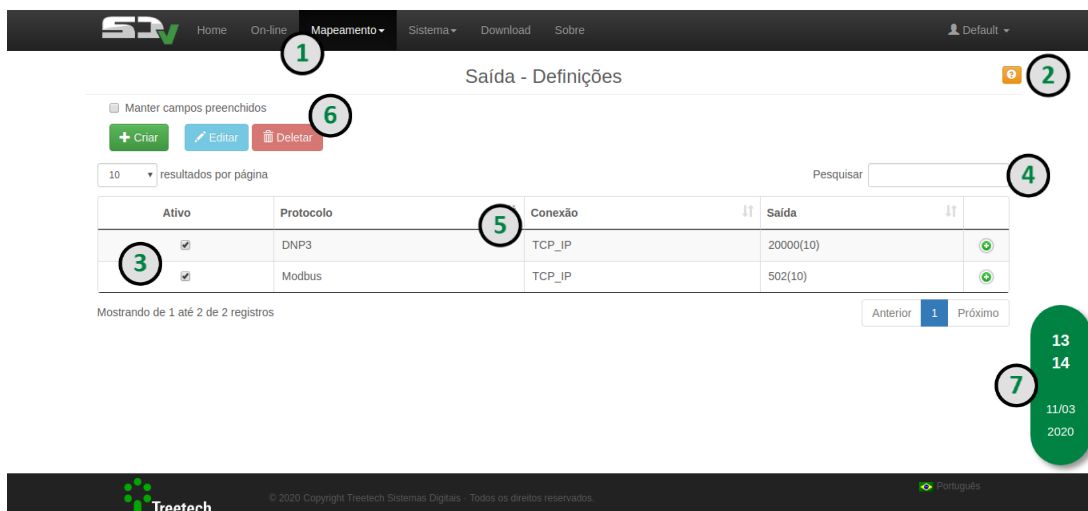 SDV Home On-line Mapeamento Sistema Download Sobre Default
1
Saída - Definições
2
Manter campos preenchidos
6
Criar Editar Deletar
10 resultados por página Pesquisar
4
Ativo Protocolo Conexão Saída
5
DNP3 TCP_IP 20000(10)
3
Modbus TCP_IP 502(10)
Mostrando de 1 até 2 de 2 registros Anterior 1 Próximo
13
14
7
11/03
2020
Português
© 2020 Copyright Treetech Sistemas Digitais - Todos os direitos reservados.
Treetech